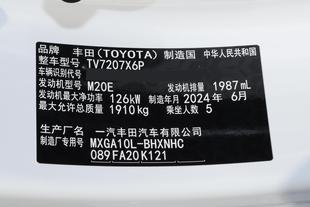 品牌 丰田(TOYOTA) 制造国 中华人民共和国
整车型号 TV7207X6P
车辆识别代号
发动机型号 M20E 发动机排量 1987 mL
发动机最大净功率 126kW 制造年月 2024 年 6月
最大允许总质量 1910kg 乘坐人数 5
生产厂名 一汽丰田汽车有限公司
制造厂专用号 MXGA10L-BHXNHC
089FA20K121